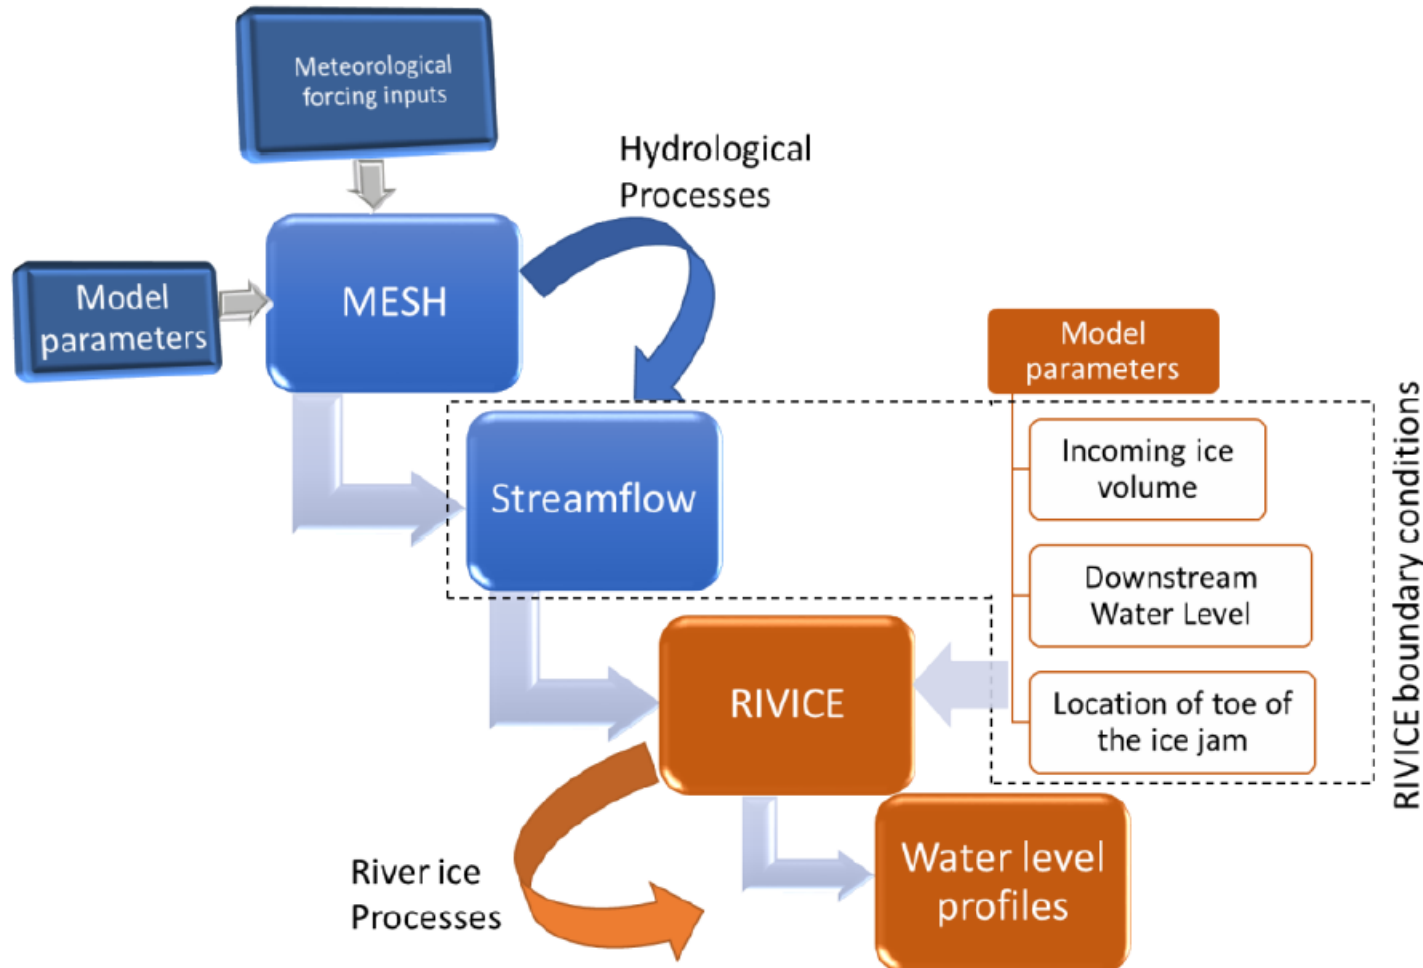 Meteorological
forcing inputs
Hydrological
Processes
Model
parameters
MESH
Model
parameters
Streamflow
Incoming ice
volume
Downstream
Water Level
Location of toe of
the ice jam
RIVICE boundary conditions
RIVICE
River ice
Processes
Water level
profiles